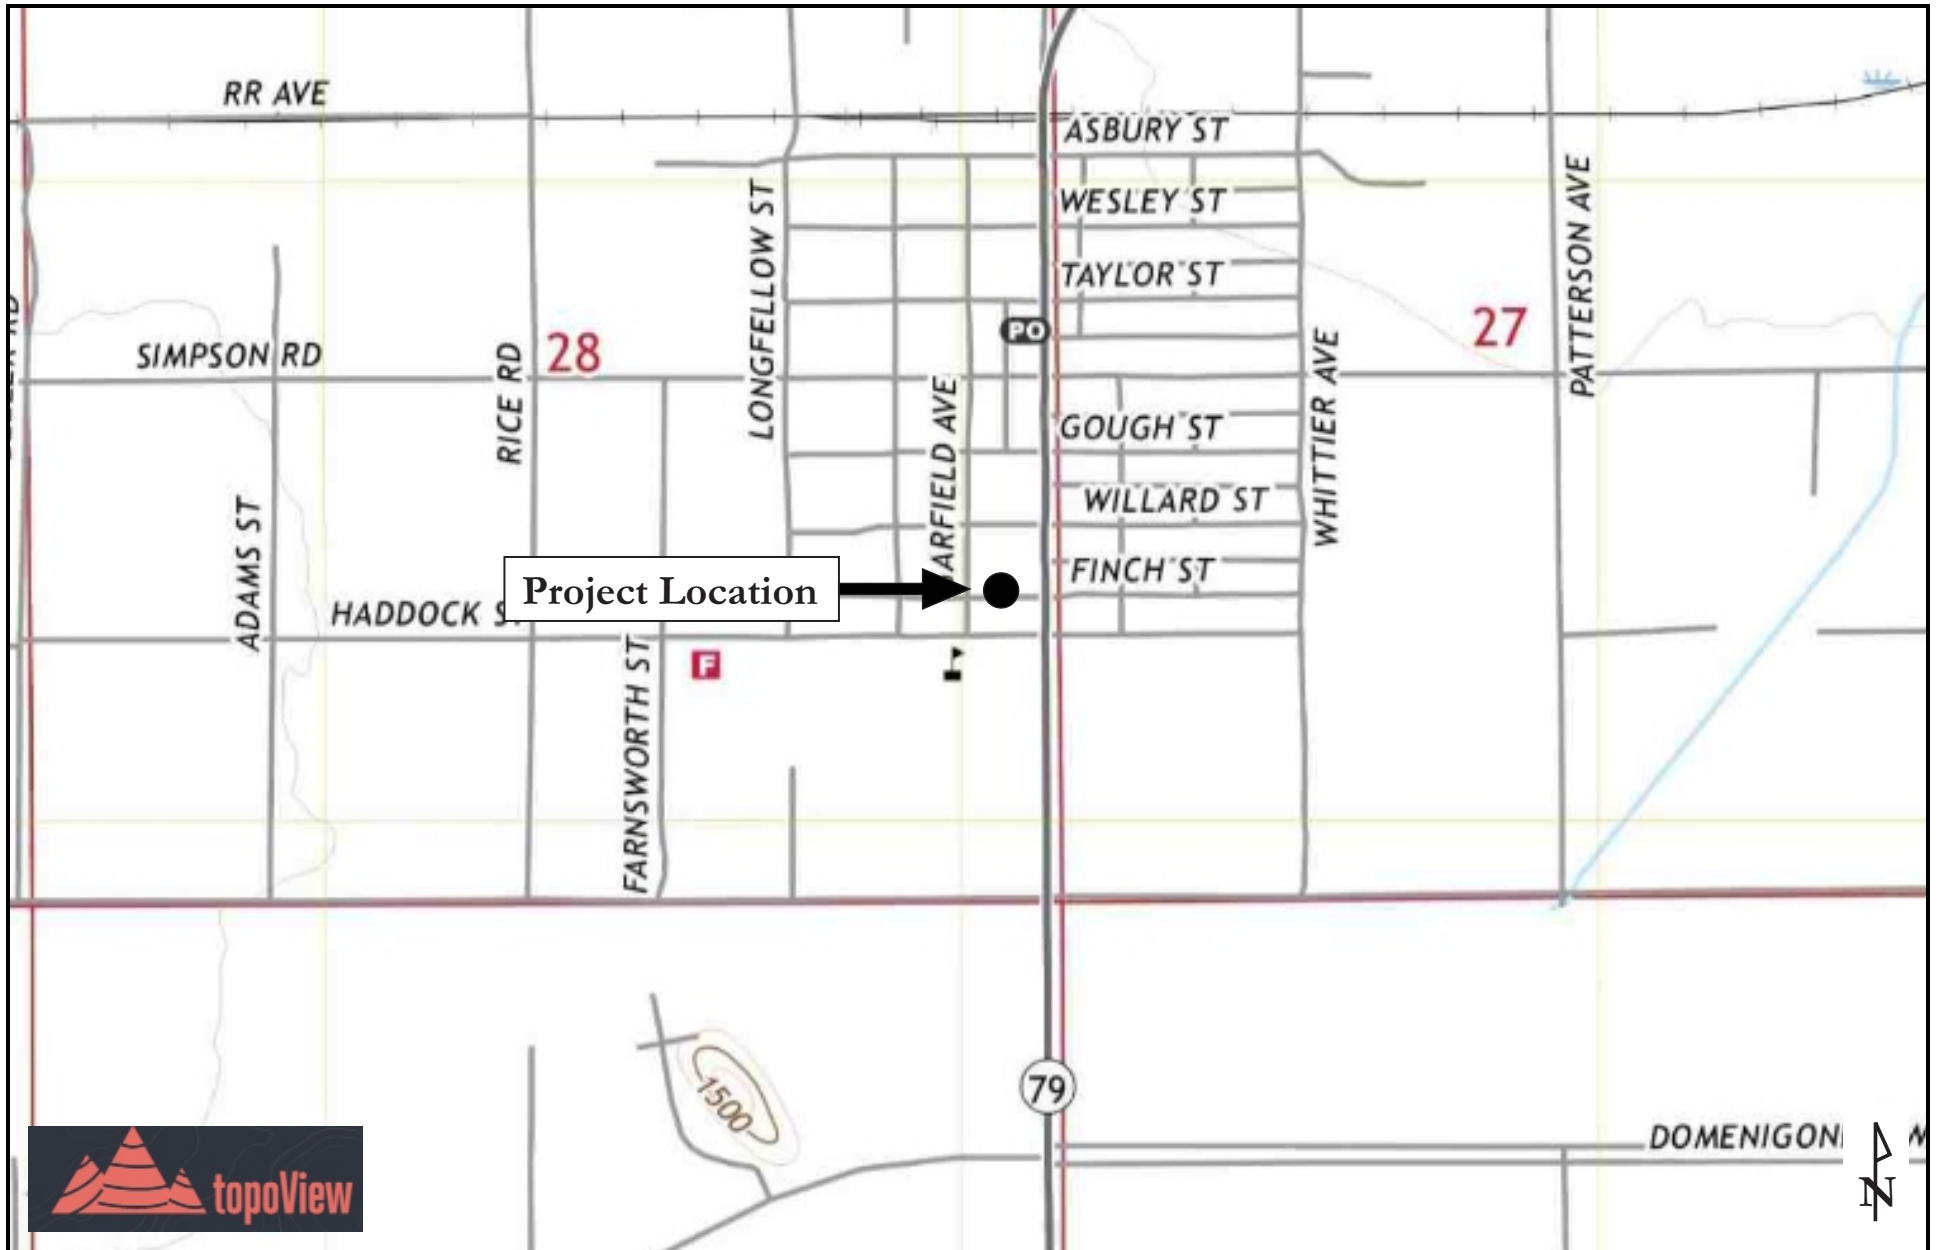 RR AVE
ASBURY ST
WESLEY ST
LONGFELLOW ST
PATTERSON AVE
TAYLOR ST
PO
27
28
SIMPSON RD
RICE RD
WHITTIER AVE
ARFIELD AVE
GOUGH ST
WILLARD ST
ADAMS ST
FINCH ST
Project Location
HADDOCK S
F
FARNSWORTH ST
1500
79
DOMENIGON
topoView
N